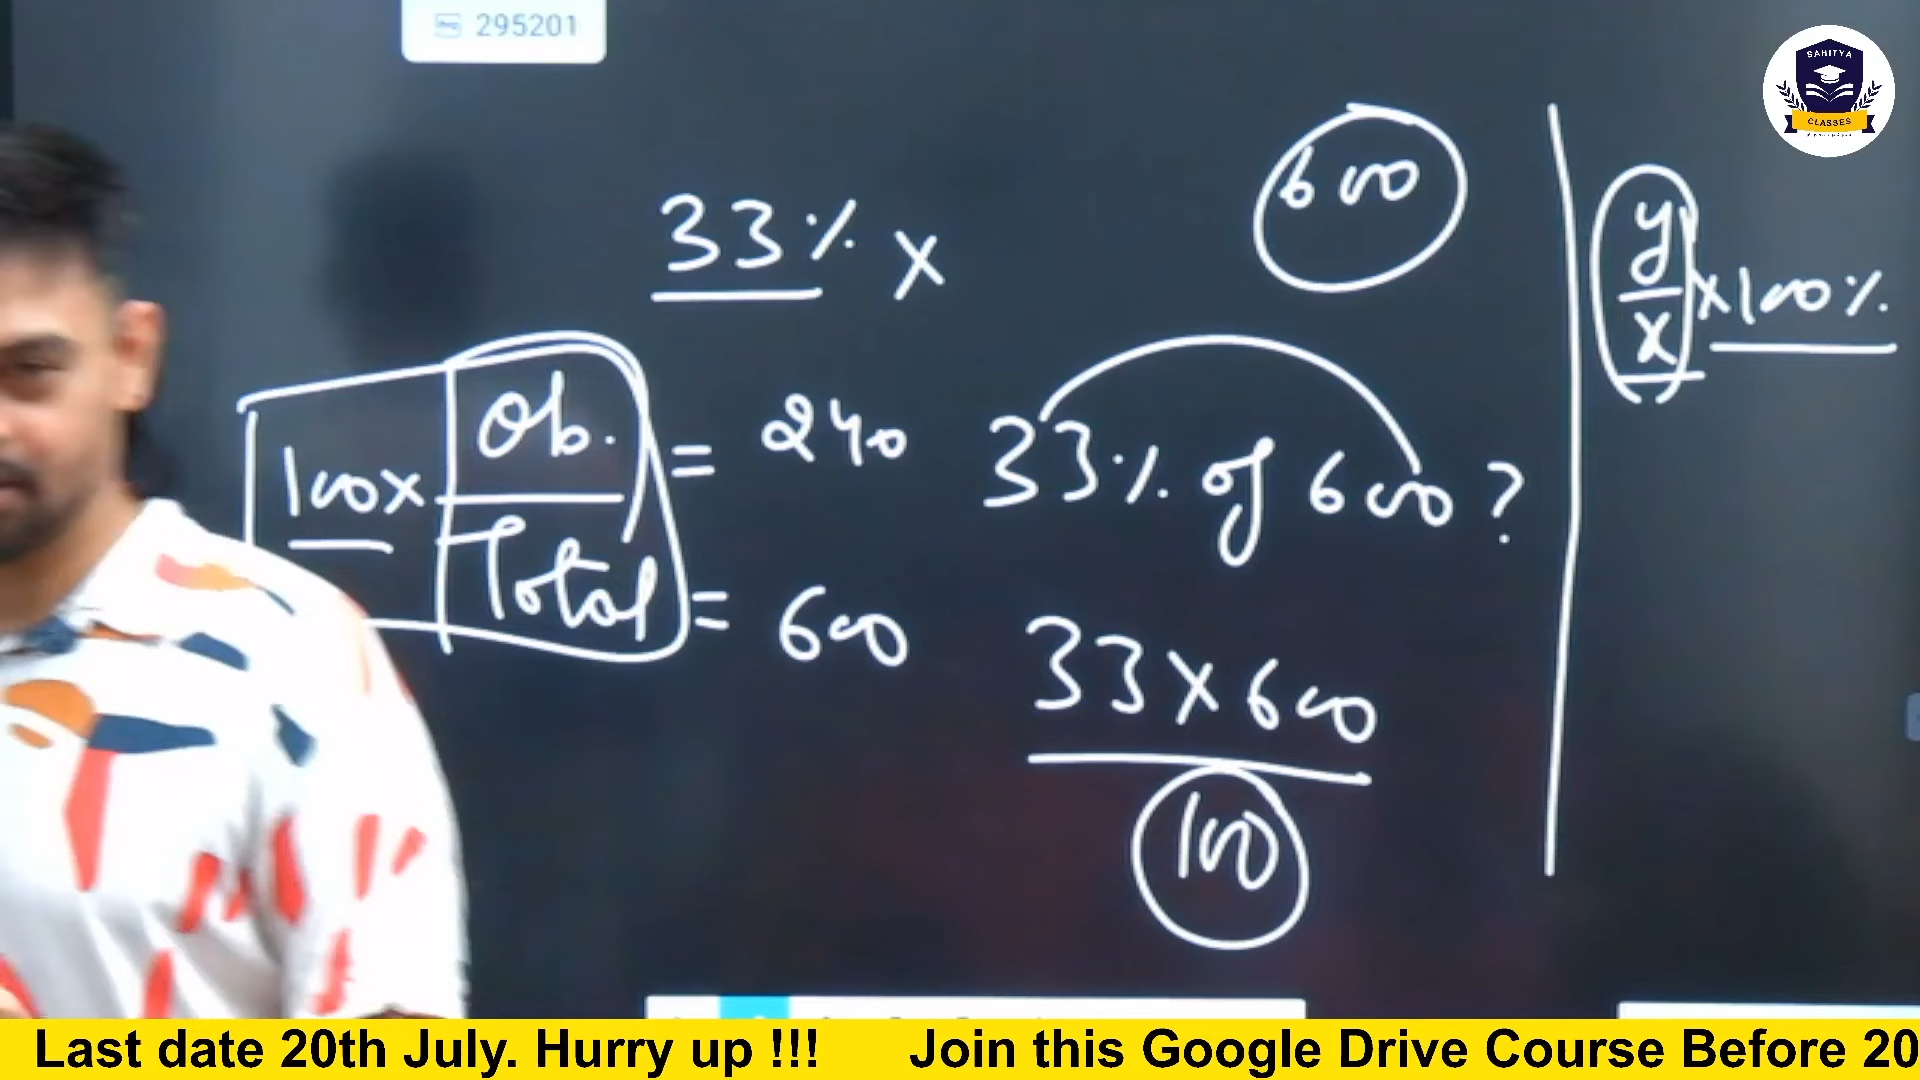 295201
SAHITYA
CLASSES
600
33% x
y/x × 100%
100 x Ob. / Total
= 240
= 600
33% of 600 ?
33 x 600
100
Last date 20th July. Hurry up !!! Join this Google Drive Course Before 20